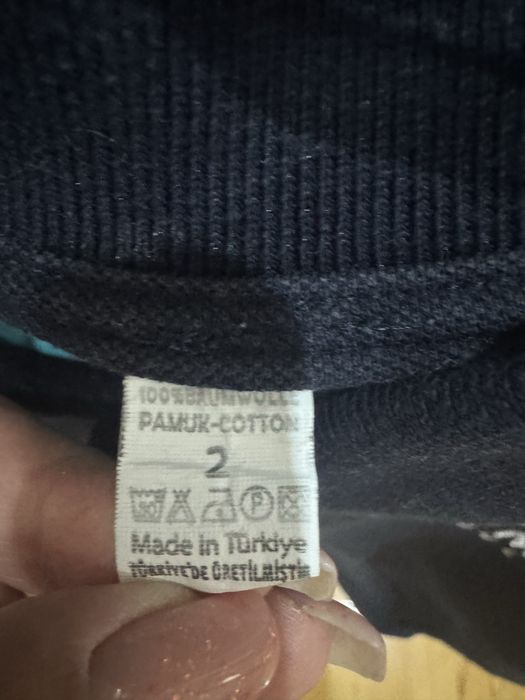 100%BAUMWOLLE
PAMUK-COTTON
2
P
Made in Türkiye
TÜRKİYE'DE ÜRETİLMİŞTİR